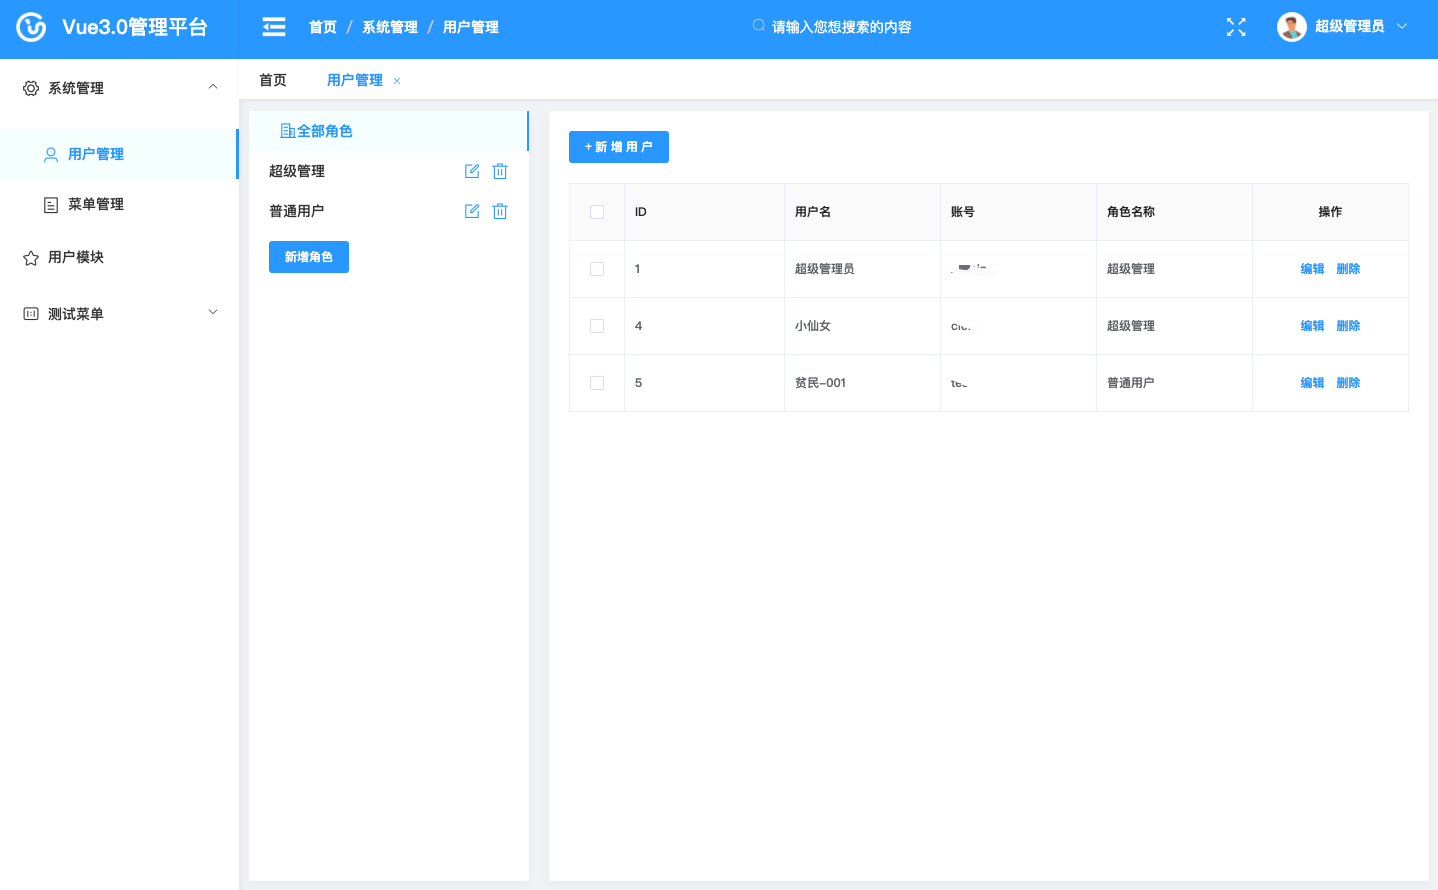 Vue3.0管理平台
首页 / 系统管理 / 用户管理
请输入您想搜索的内容
超级管理员
系统管理
用户管理
菜单管理
用户模块
测试菜单
首页
用户管理 ×
全部角色
超级管理
普通用户
新增角色
+新增用户
ID 用户名 账号 角色名称 操作
1 超级管理员 超级管理 编辑 删除
4 小仙女 超级管理 编辑 删除
5 贫民-001 普通用户 编辑 删除